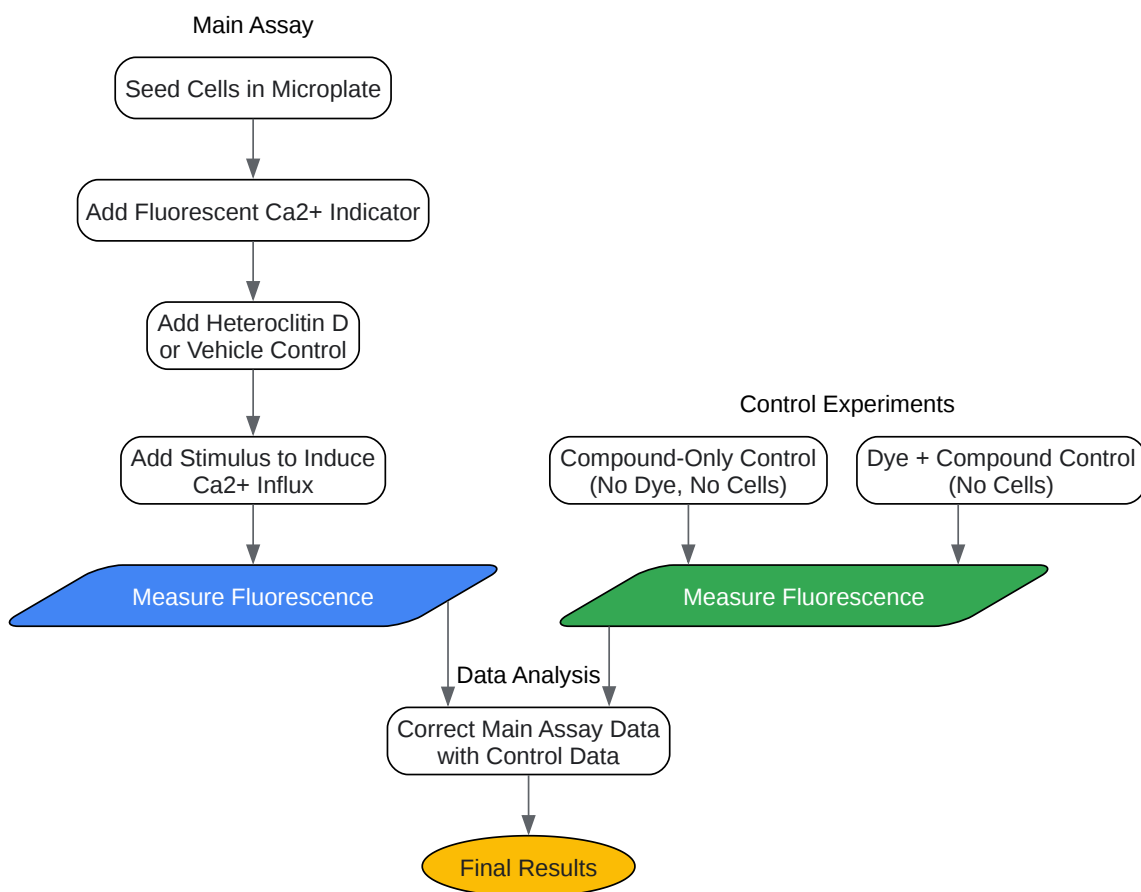 Main Assay
Seed Cells in Microplate
Add Fluorescent Ca2+ Indicator
Add Heteroclitin D
or Vehicle Control
Add Stimulus to Induce
Ca2+ Influx
Measure Fluorescence
Control Experiments
Compound-Only Control
(No Dye, No Cells)
Dye + Compound Control
(No Cells)
Measure Fluorescence
Data Analysis
Correct Main Assay Data
with Control Data
Final Results